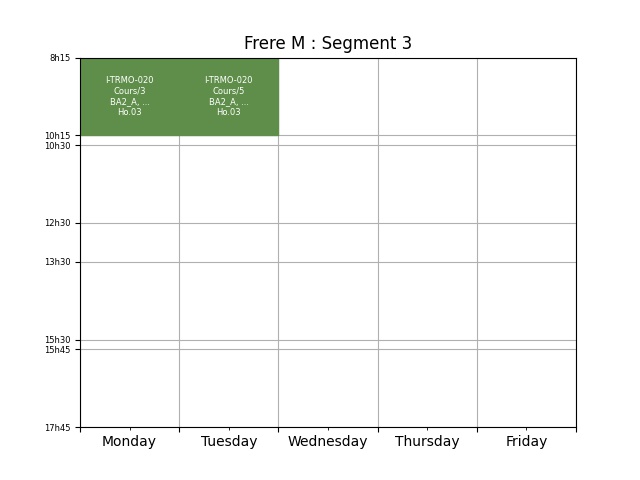 Frere M : Segment 3
8h15
I-TRMO-020
Cours/3
BA2_A, ...
Ho.03
I-TRMO-020
Cours/5
BA2_A, ...
Ho.03
10h15
10h30
12h30
13h30
15h30
15h45
17h45
Monday Tuesday Wednesday Thursday Friday